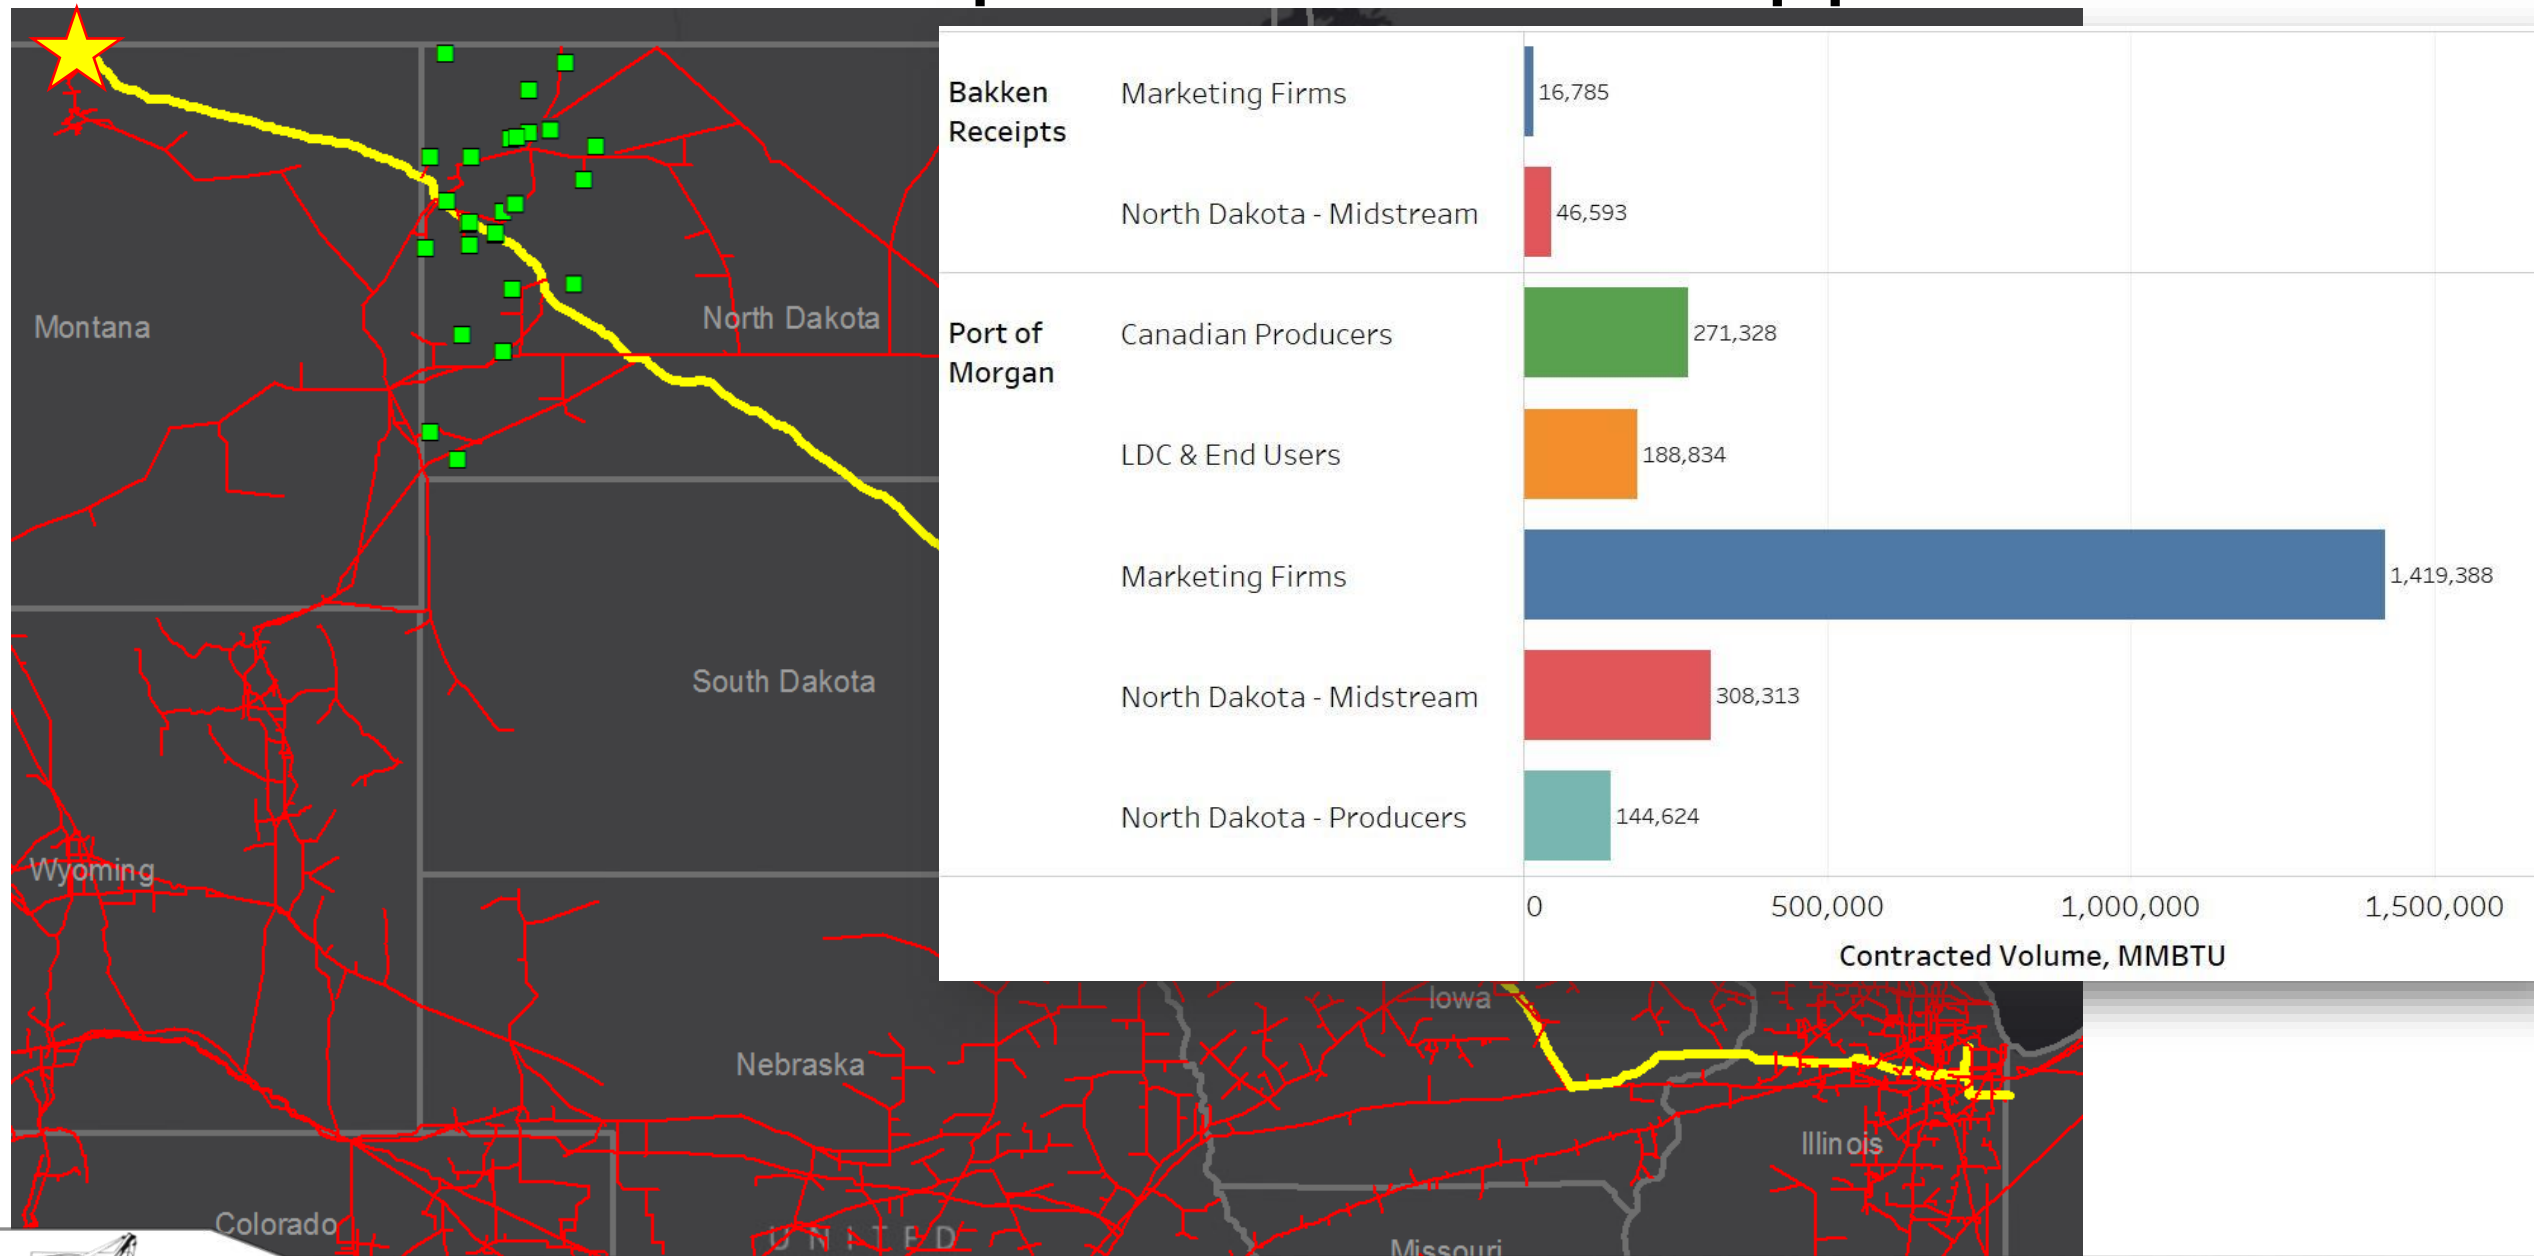 Bakken
Receipts
Marketing Firms
16,785
North Dakota - Midstream
46,593
Port of
Morgan
Canadian Producers
271,328
LDC & End Users
188,834
Marketing Firms
1,419,388
North Dakota - Midstream
308,313
North Dakota - Producers
144,624
0
500,000
1,000,000
1,500,000
Contracted Volume, MMBTU
Montana
North Dakota
South Dakota
Wyoming
Nebraska
Iowa
Illinois
Colorado
UNITED
Missouri